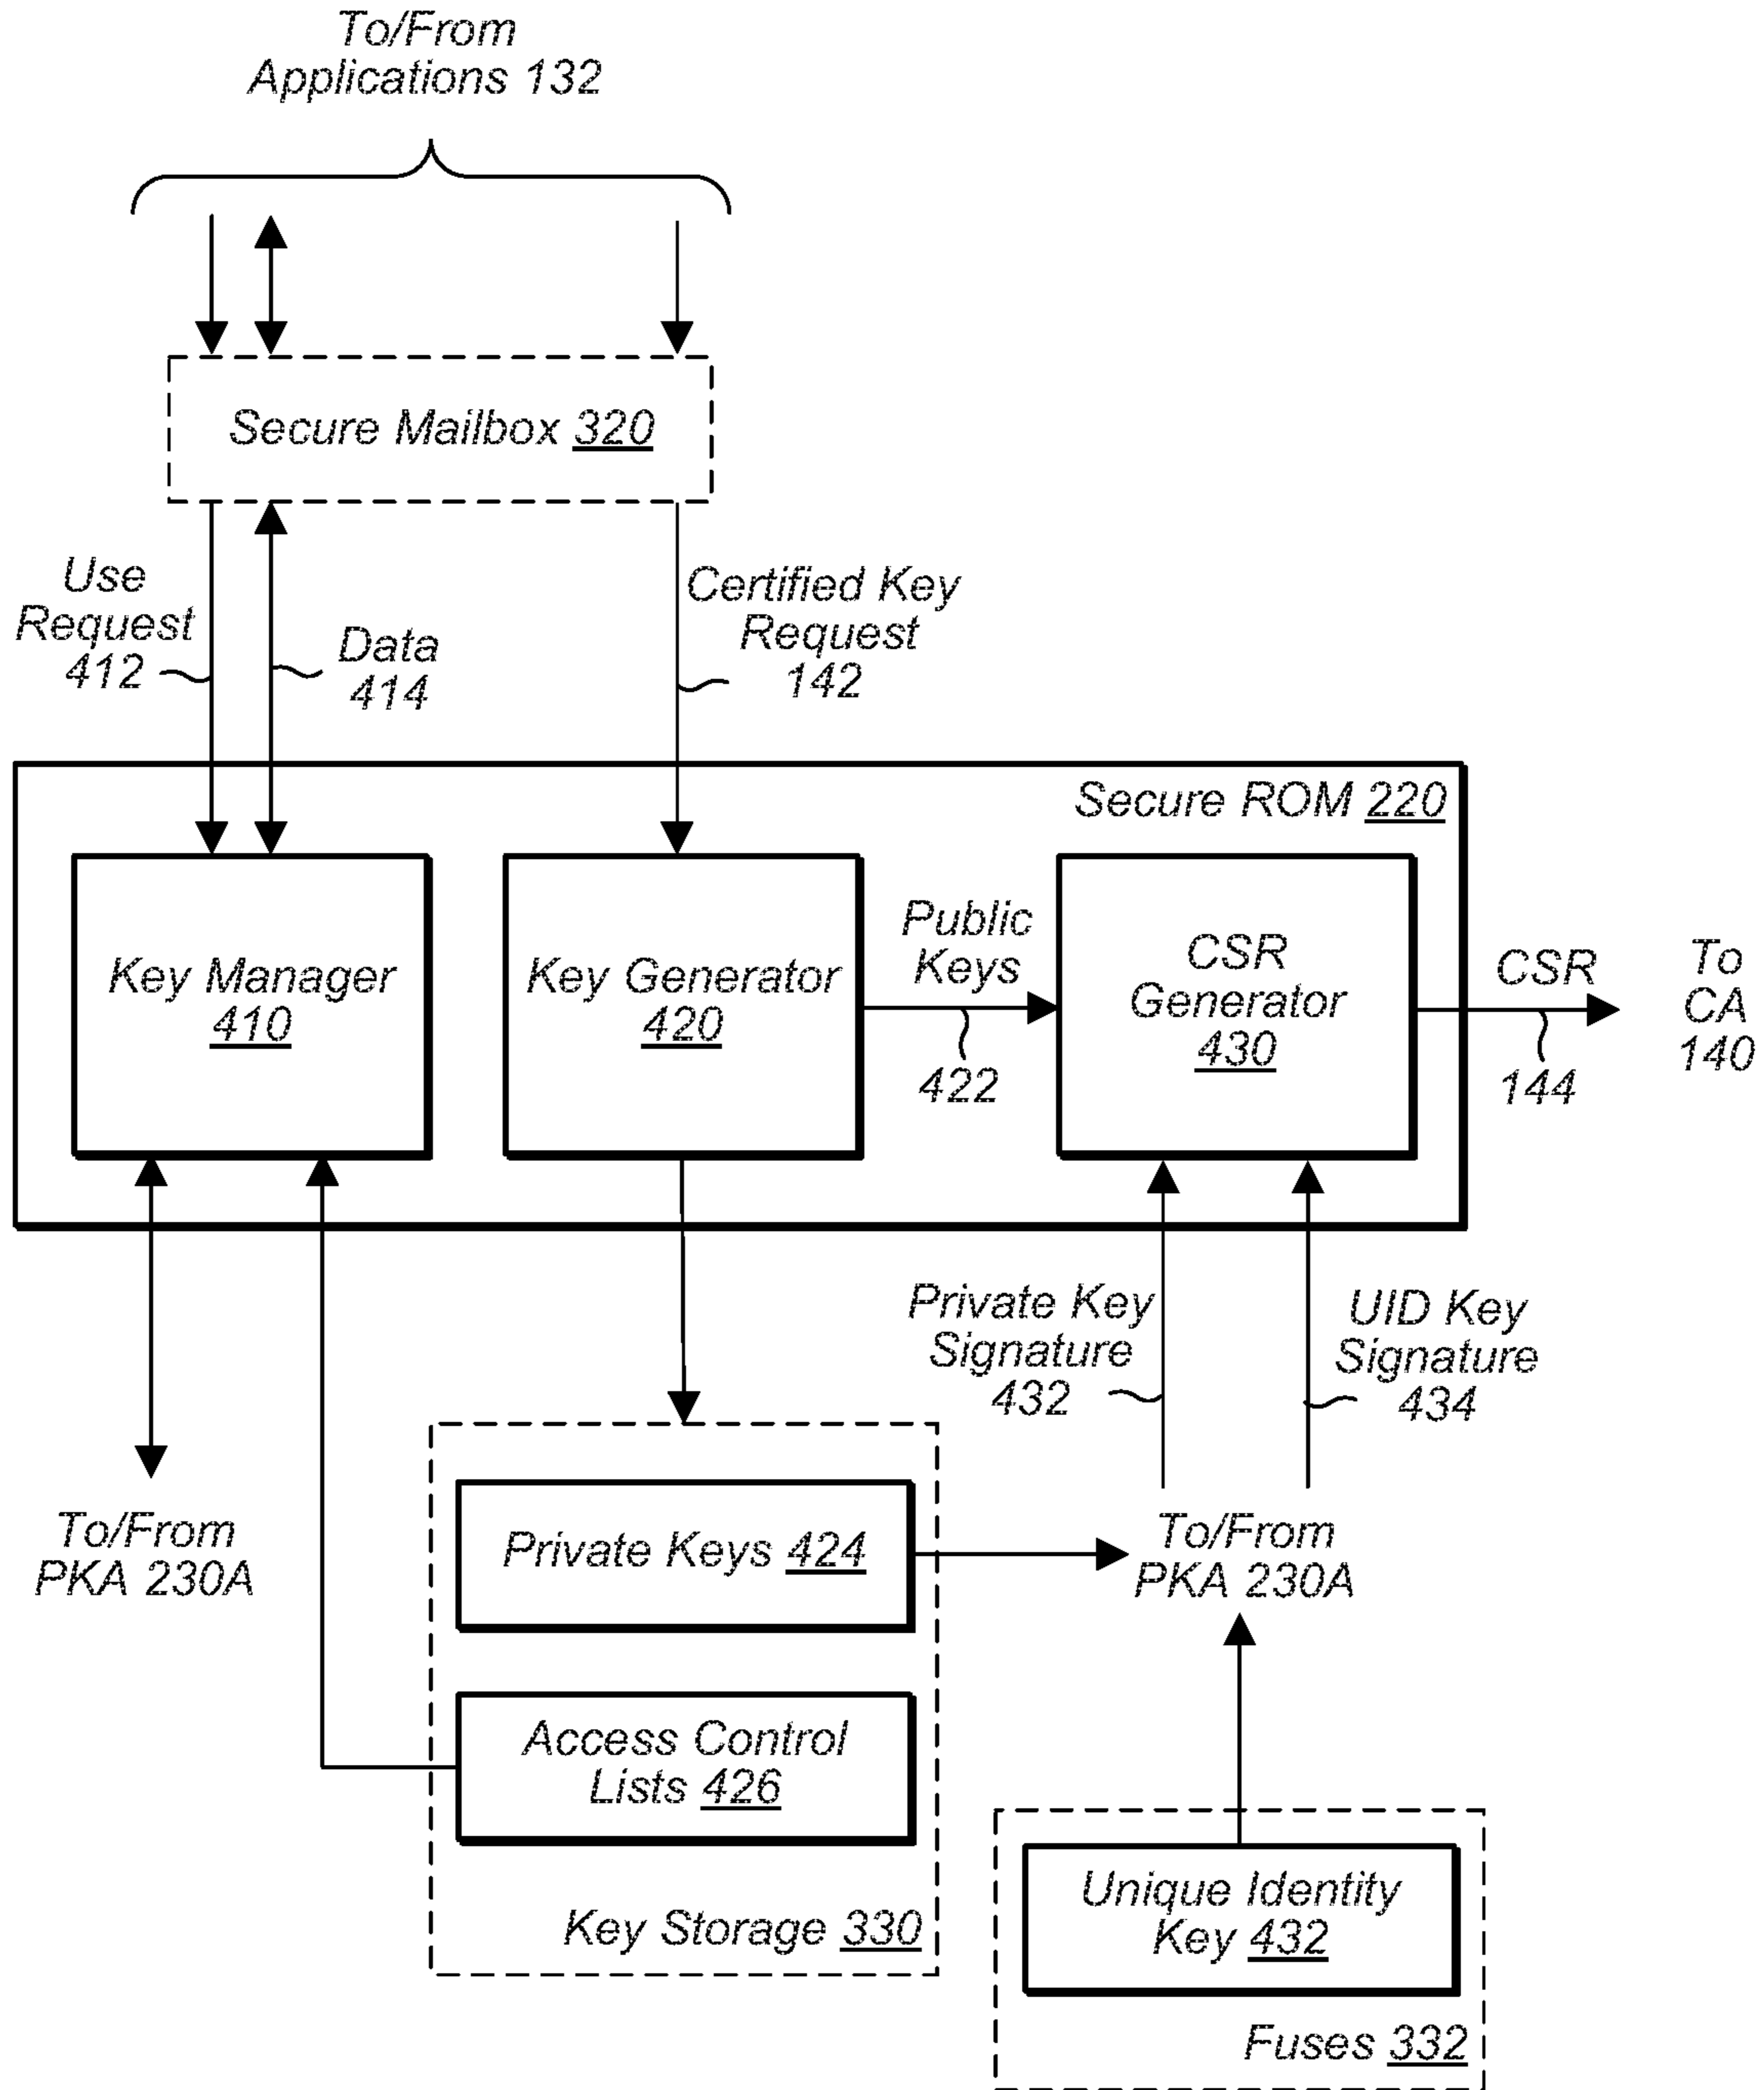 To/From
Applications 132
Secure Mailbox 320
Use
Request
412
Data
414
Certified Key
Request
142
Secure ROM 220
Key Manager
410
Key Generator
420
Public
Keys
422
CSR
Generator
430
CSR
144
To
CA
140
Private Key
Signature
432
UID Key
Signature
434
To/From
PKA 230A
Private Keys 424
To/From
PKA 230A
Access Control
Lists 426
Key Storage 330
Unique Identity
Key 432
Fuses 332